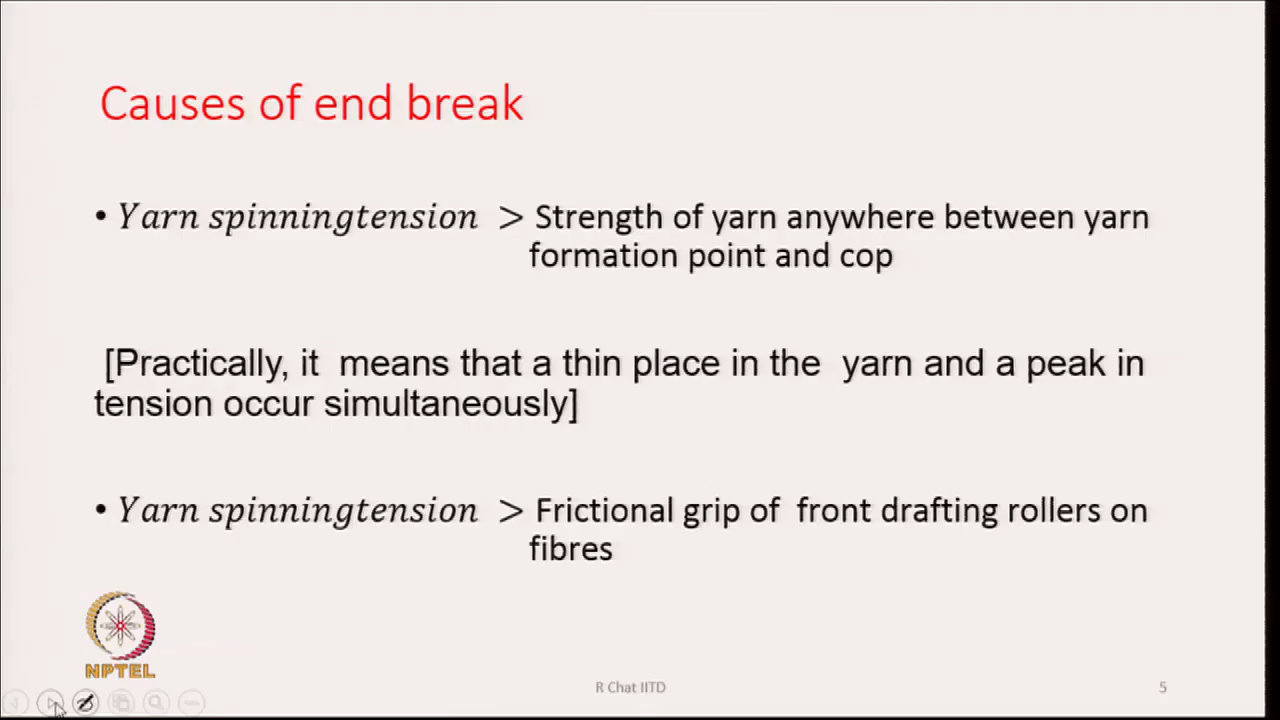 Causes of end break
• Yarn spinningtension > Strength of yarn anywhere between yarn
formation point and cop
[Practically, it means that a thin place in the yarn and a peak in
tension occur simultaneously]
• Yarn spinningtension > Frictional grip of front drafting rollers on
fibres
NPTEL
R Chat IITD
5